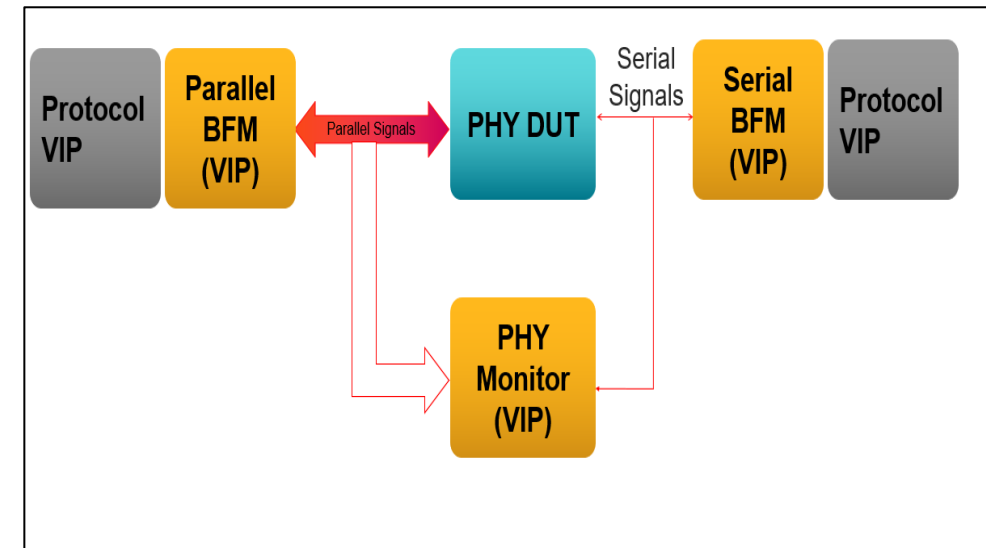 Protocol
VIP
Parallel
BFM
(VIP)
Parallel Signals
PHY DUT
Serial
Signals
Serial
BFM
(VIP)
Protocol
VIP
PHY
Monitor
(VIP)